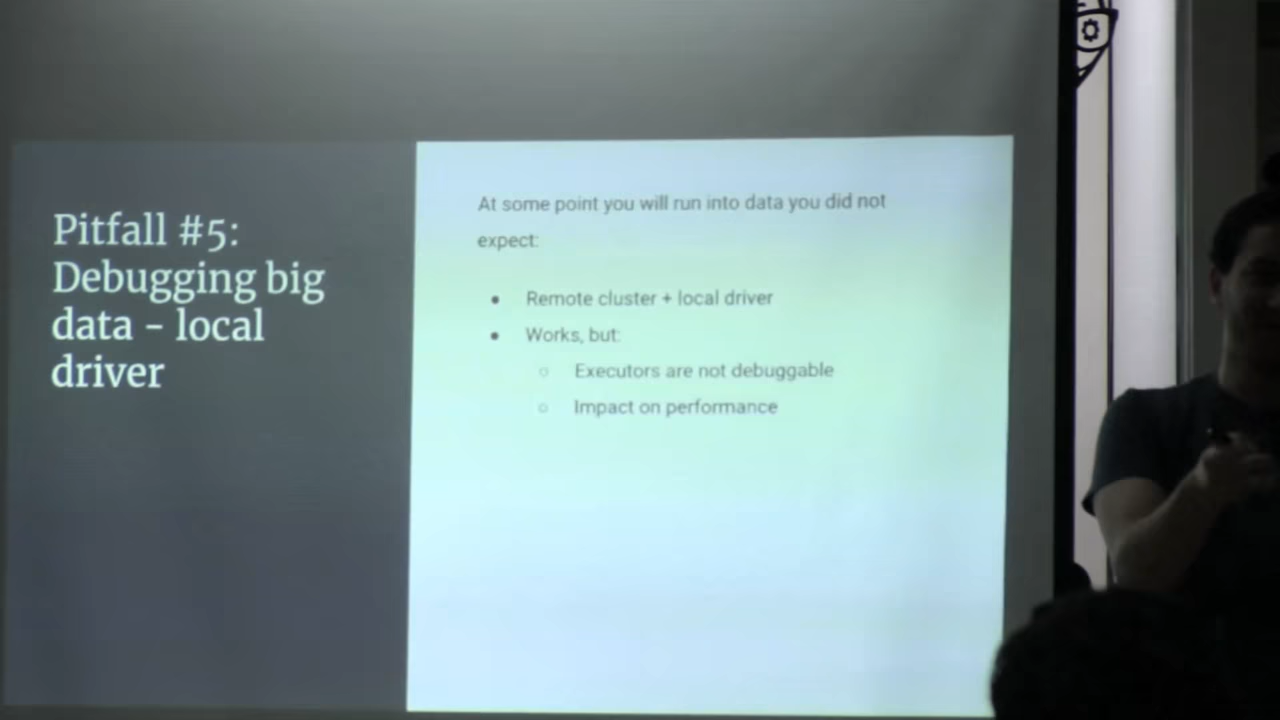 Pitfall #5:
Debugging big
data - local
driver
At some point you will run into data you did not
expect:
● Remote cluster + local driver
● Works, but:
○ Executors are not debuggable
○ Impact on performance